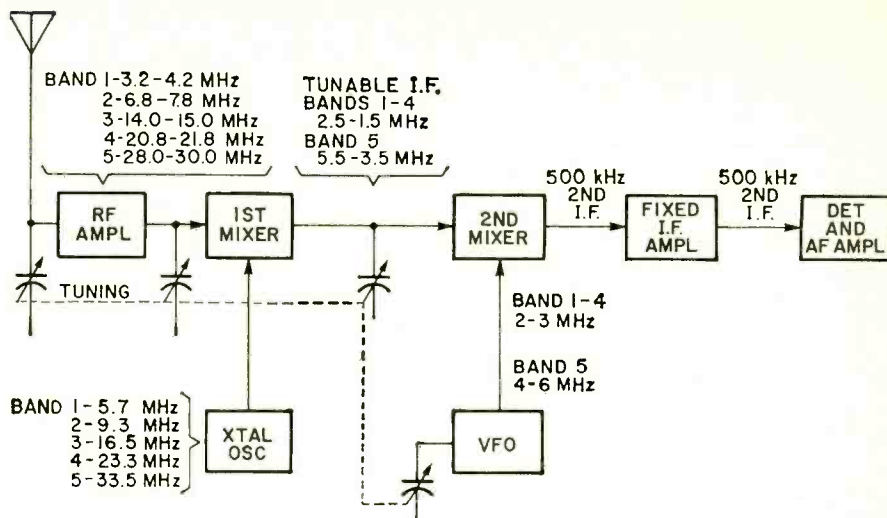 BAND 1-3.2-4.2 MHz
2-6.8-7.8 MHz
3-14.0-15.0 MHz
4-20.8-21.8 MHz
5-28.0-30.0 MHz
TUNABLE I.F.
BANDS 1-4
2.5-1.5 MHz
BAND 5
5.5-3.5 MHz
RF
AMPL
1ST
MIXER
2ND
MIXER
500 kHz
2ND
I.F.
FIXED
I.F.
AMPL
500 kHz
2ND
I.F.
DET
AND
AF AMPL
TUNING
BAND 1-4
2-3 MHz
BAND 5
4-6 MHz
BAND 1-5.7 MHz
2-9.3 MHz
3-16.5 MHz
4-23.3 MHz
5-33.5 MHz
XTAL
OSC
VFO